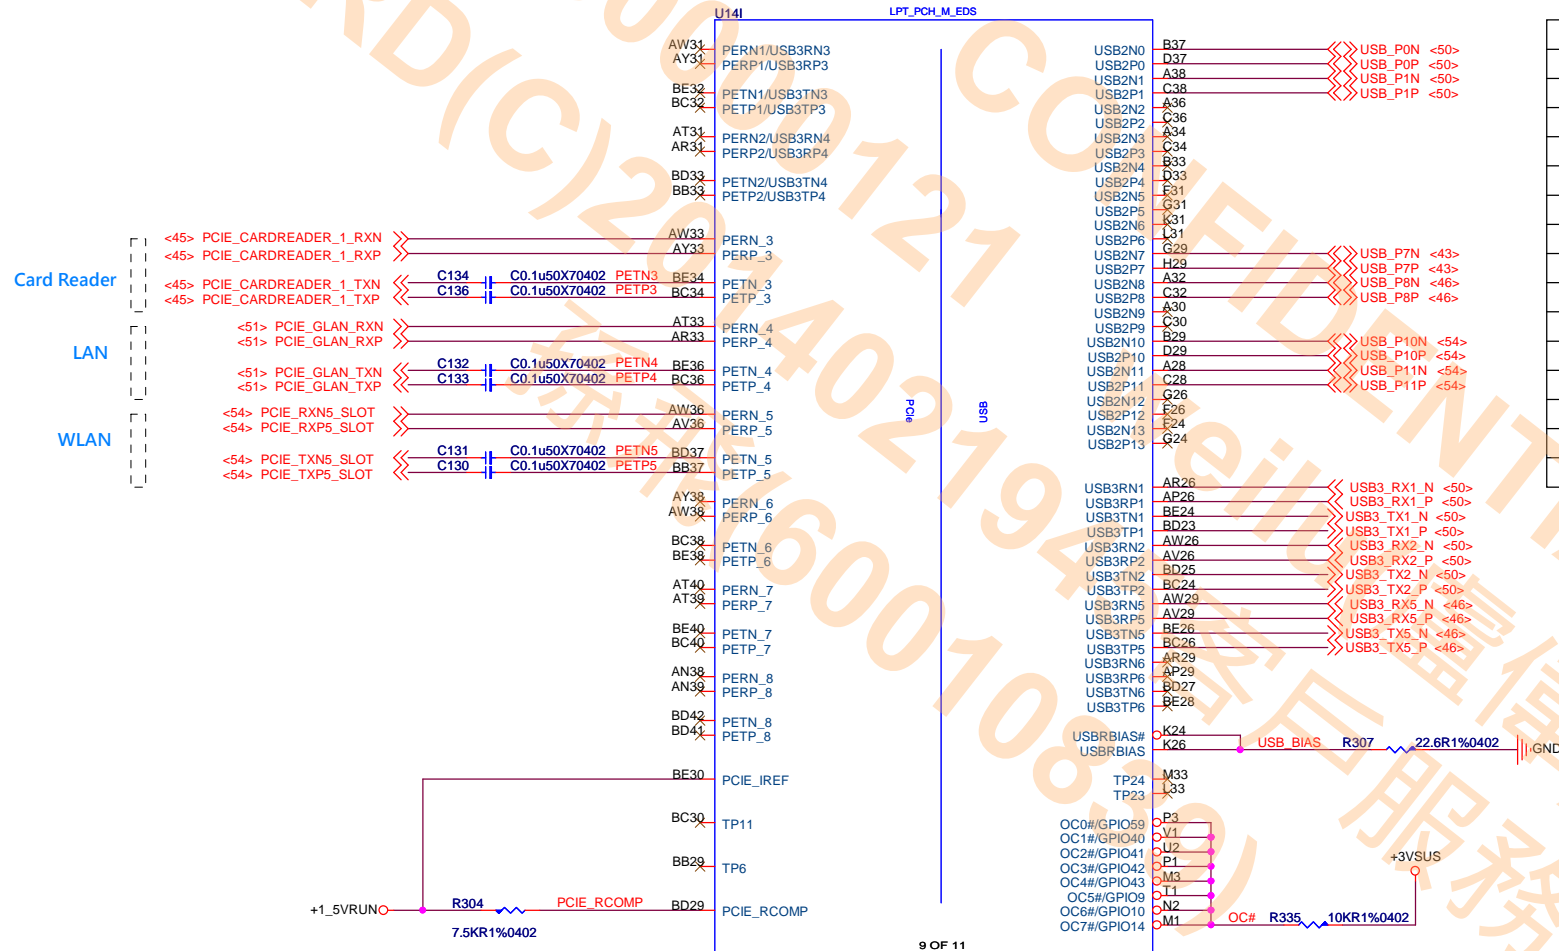 U14I
LPT_PCH_M_EDS
AW31 PERN1/USB3RN3
AY31 PERP1/USB3RP3
BE32 PETN1/USB3TN3
BC32 PETP1/USB3TP3
AT31 PERN2/USB3RN4
AR31 PERP2/USB3RP4
BD33 PETN2/USB3TN4
BB33 PETP2/USB3TP4
Card Reader
<45> PCIE_CARDREADER_1_RXN AW33 PERN_3
<45> PCIE_CARDREADER_1_RXP AY33 PERP_3
<45> PCIE_CARDREADER_1_TXN C134 C0.1u50X70402 PETN3 BE34 PETN_3
<45> PCIE_CARDREADER_1_TXP C136 C0.1u50X70402 PETP3 BC34 PETP_3
LAN
<51> PCIE_GLAN_RXN AT33 PERN_4
<51> PCIE_GLAN_RXP AR33 PERP_4
<51> PCIE_GLAN_TXN C132 C0.1u50X70402 PETN4 BE36 PETN_4
<51> PCIE_GLAN_TXP C133 C0.1u50X70402 PETP4 BC36 PETP_4
WLAN
<54> PCIE_RXN5_SLOT AW36 PERN_5
<54> PCIE_RXP5_SLOT AV36 PERP_5
<54> PCIE_TXN5_SLOT C131 C0.1u50X70402 PETN5 BD37 PETN_5
<54> PCIE_TXP5_SLOT C130 C0.1u50X70402 PETP5 BB37 PETP_5
AY38 PERN_6
AW38 PERP_6
BC38 PETN_6
BE38 PETP_6
AT40 PERN_7
AT39 PERP_7
BE40 PETN_7
BC40 PETP_7
AN38 PERN_8
AN39 PERP_8
BD42 PETN_8
BD41 PETP_8
BE30 PCIE_IREF
BC30 TP11
BB29 TP6
+1_5VRUN R304 PCIE_RCOMP BD29 PCIE_RCOMP
7.5KR1%0402
PCIe
USB
USB2N0 B37 USB_P0N <50>
USB2P0 D37 USB_P0P <50>
USB2N1 A38 USB_P1N <50>
USB2P1 C38 USB_P1P <50>
USB2N2 A36
USB2P2 C36
USB2N3 A34
USB2P3 C34
USB2N4 B33
USB2P4 D33
USB2N5 F31
USB2P5 G31
USB2N6 K31
USB2P6 L31
USB2N7 G29 USB_P7N <43>
USB2P7 H29 USB_P7P <43>
USB2N8 A32 USB_P8N <46>
USB2P8 C32 USB_P8P <46>
USB2N9 A30
USB2P9 C30
USB2N10 B29 USB_P10N <54>
USB2P10 D29 USB_P10P <54>
USB2N11 A28 USB_P11N <54>
USB2P11 C28 USB_P11P <54>
USB2N12 G26
USB2P12 F26
USB2N13 F24
USB2P13 G24
USB3RN1 AR26 USB3_RX1_N <50>
USB3RP1 AP26 USB3_RX1_P <50>
USB3TN1 BE24 USB3_TX1_N <50>
USB3TP1 BD23 USB3_TX1_P <50>
USB3RN2 AW26 USB3_RX2_N <50>
USB3RP2 AV26 USB3_RX2_P <50>
USB3TN2 BD25 USB3_TX2_N <50>
USB3TP2 BC24 USB3_TX2_P <50>
USB3RN5 AW29 USB3_RX5_N <46>
USB3RP5 AV29 USB3_RX5_P <46>
USB3TN5 BE26 USB3_TX5_N <46>
USB3TP5 BC26 USB3_TX5_P <46>
USB3RN6 AR29
USB3RP6 AP29
USB3TN6 BD27
USB3TP6 BE28
USBRBIAS# K24
USBRBIAS K26 USB_BIAS R307 22.6R1%0402 GND
TP24 M33
TP23 L33
OC0#/GPIO59 P3
OC1#/GPIO40 V1
OC2#/GPIO41 U2
OC3#/GPIO42 P1
OC4#/GPIO43 M3
OC5#/GPIO9 T1
OC6#/GPIO10 N2
OC7#/GPIO14 M1 OC# R335 10KR1%0402
+3VSUS
9 OF 11